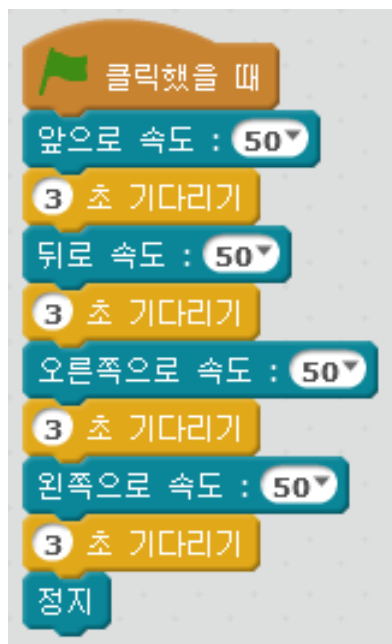 클릭했을 때
앞으로 속도 : 50
3 초 기다리기
뒤로 속도 : 50
3 초 기다리기
오른쪽으로 속도 : 50
3 초 기다리기
왼쪽으로 속도 : 50
3 초 기다리기
정지